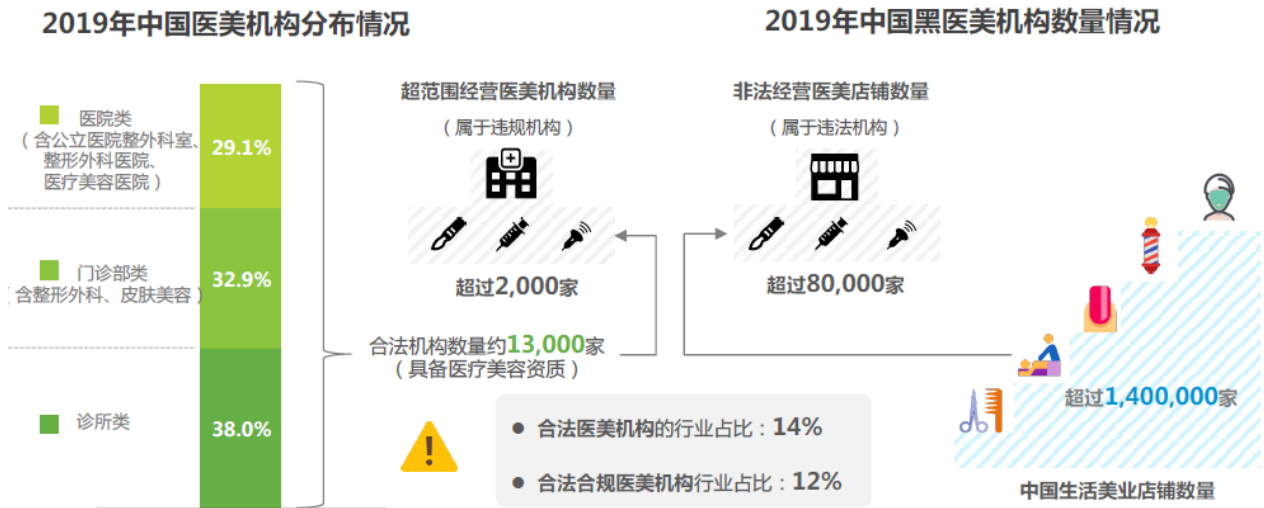 2019年中国医美机构分布情况
2019年中国黑医美机构数量情况
医院类
（含公立医院整外科室、
整形外科医院、
医疗美容医院）
29.1%
门诊部类
（含整形外科、皮肤美容）
32.9%
诊所类
38.0%
超范围经营医美机构数量
（属于违规机构）
超过2,000家
合法机构数量约13,000家
（具备医疗美容资质）
非法经营医美店铺数量
（属于违法机构）
超过80,000家
超过1,400,000家
中国生活美业店铺数量
● 合法医美机构的行业占比：14%
● 合法合规医美机构行业占比：12%